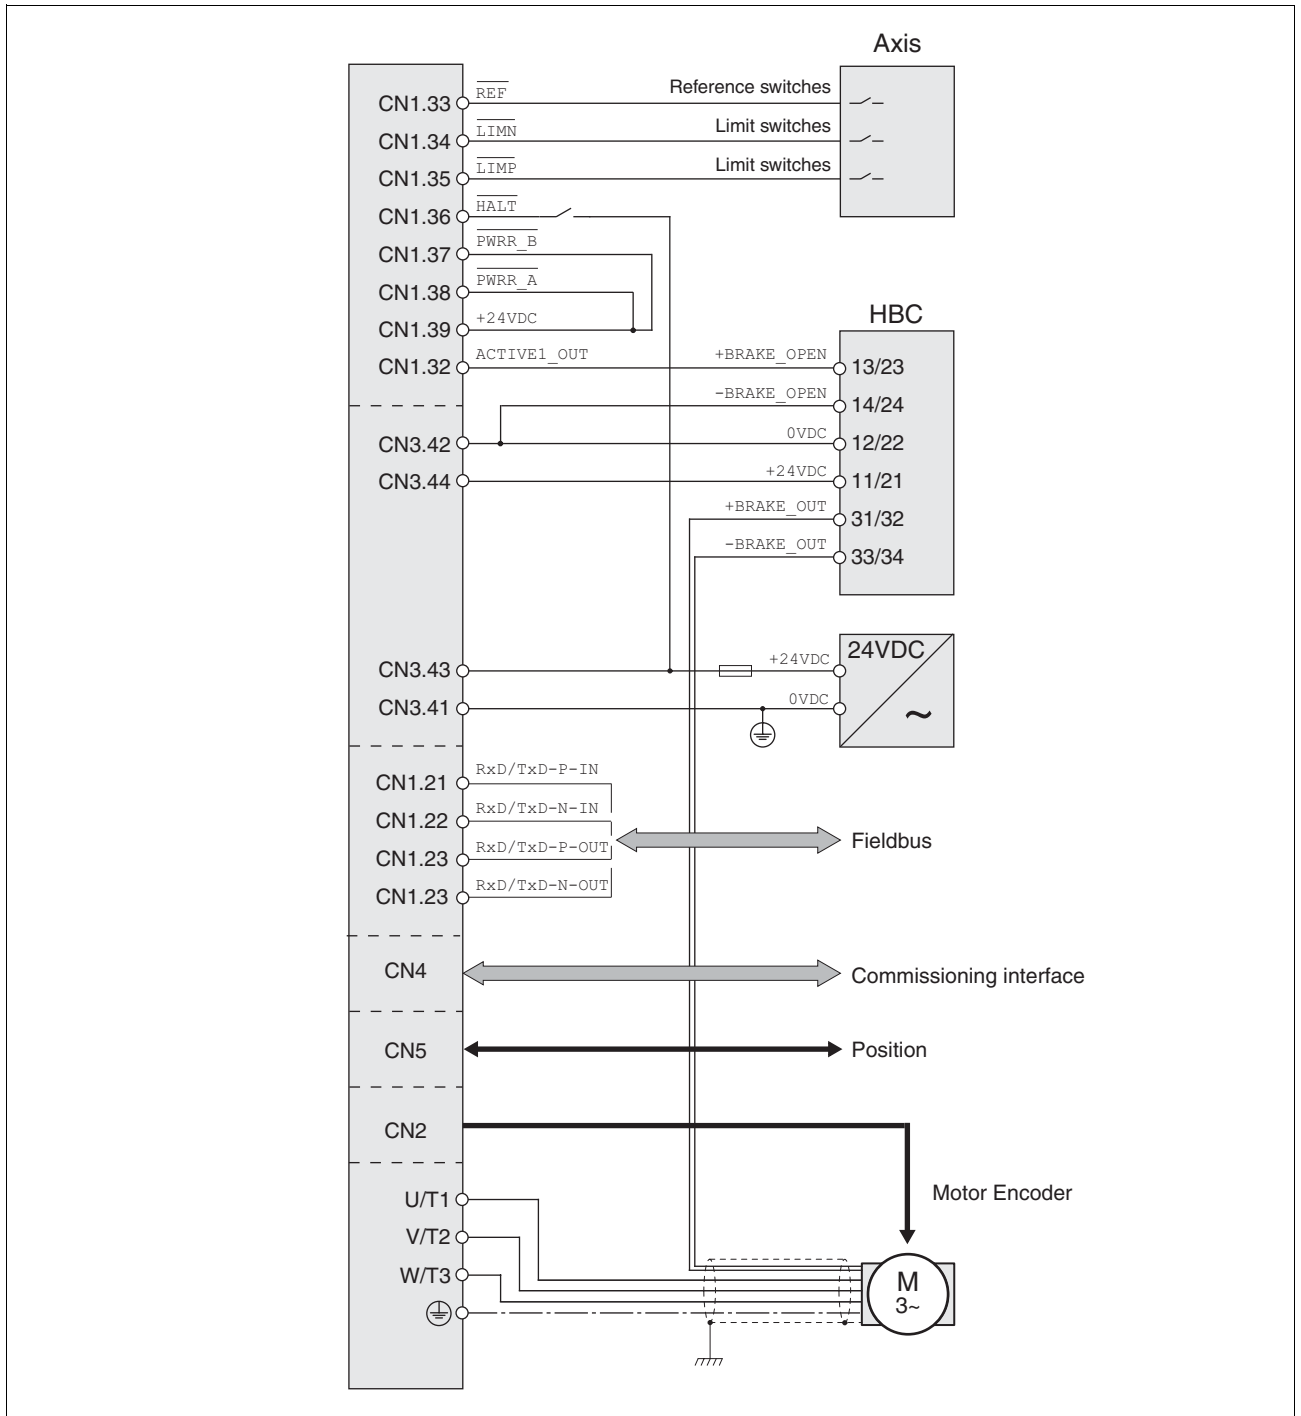 Axis
CN1.33 REF Reference switches
CN1.34 LIMN Limit switches
CN1.35 LIMP Limit switches
CN1.36 HALT
CN1.37 PWRR_B
CN1.38 PWRR_A
CN1.39 +24VDC
HBC
CN1.32 ACTIVE1_OUT +BRAKE_OPEN 13/23
-BRAKE_OPEN 14/24
CN3.42 0VDC 12/22
CN3.44 +24VDC 11/21
+BRAKE_OUT 31/32
-BRAKE_OUT 33/34
24VDC
CN3.43 +24VDC
CN3.41 0VDC ~
CN1.21 RxD/TxD-P-IN
CN1.22 RxD/TxD-N-IN
Fieldbus
CN1.23 RxD/TxD-P-OUT
CN1.23 RxD/TxD-N-OUT
CN4 Commissioning interface
CN5 Position
CN2
Motor Encoder
U/T1
V/T2
W/T3
M
3~